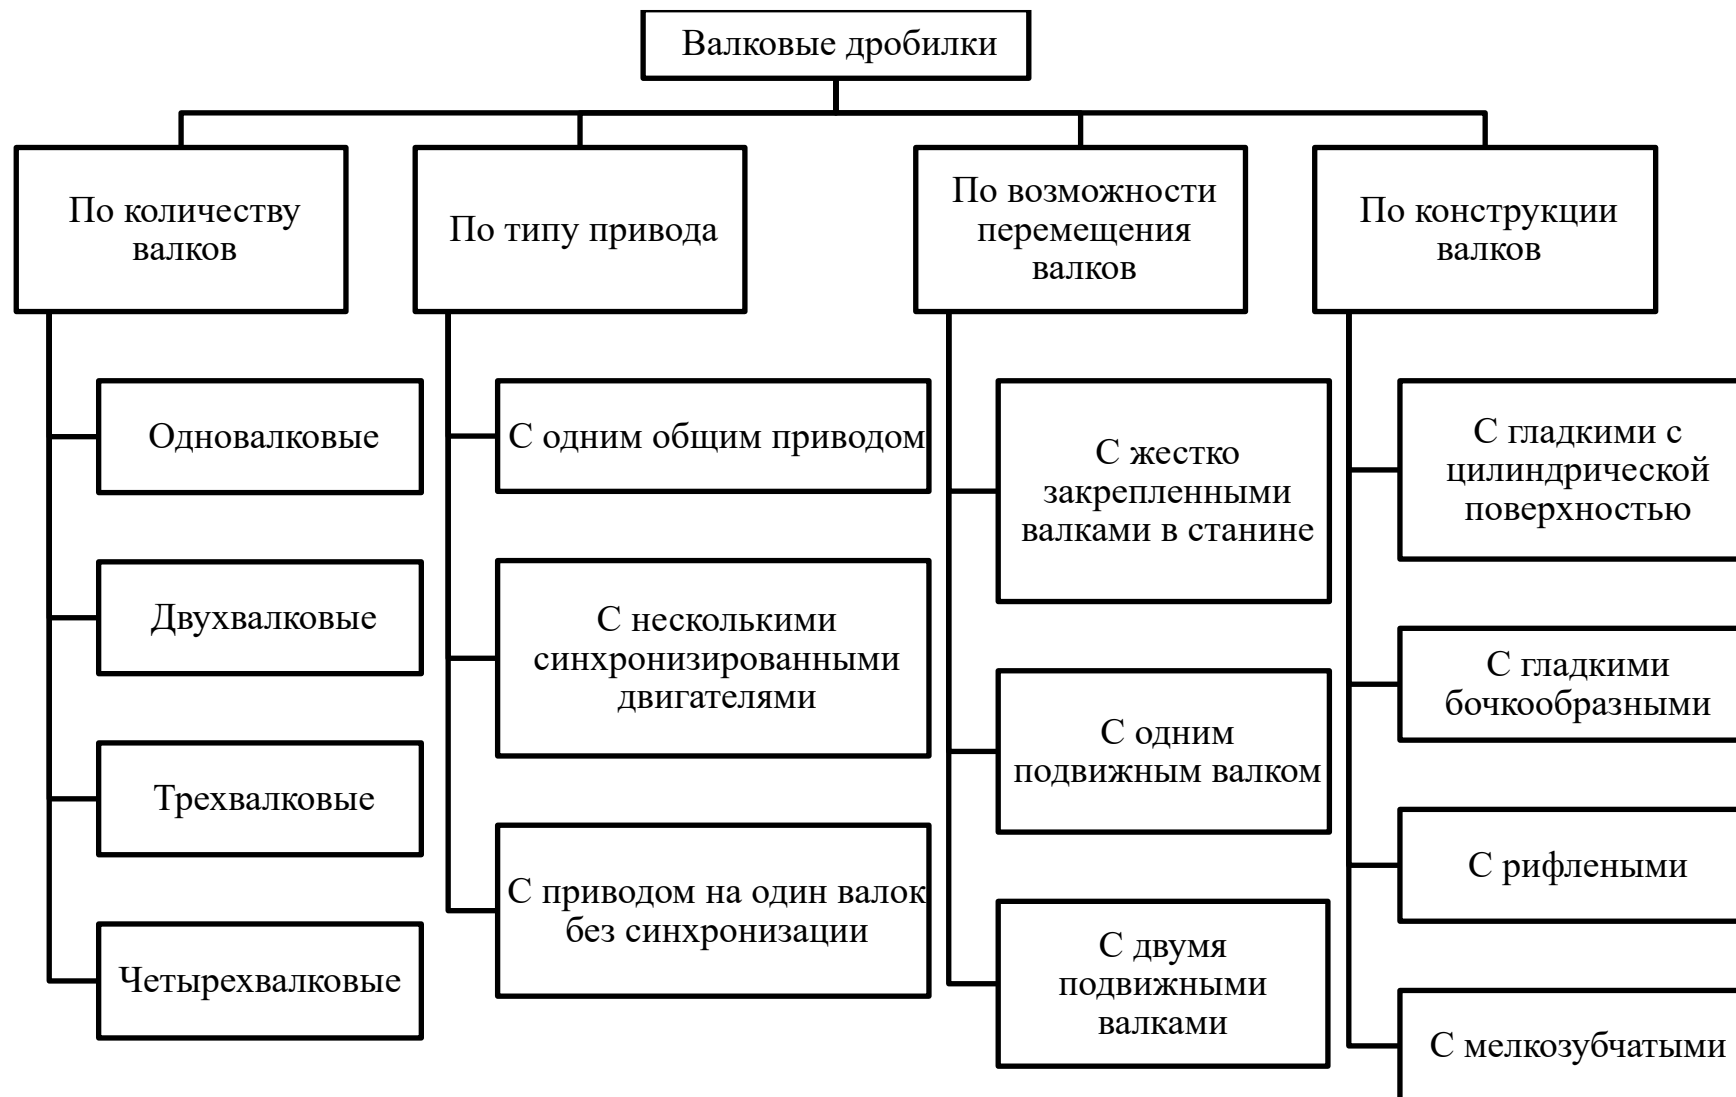 Валковые дробилки
По количеству
валков
Одновалковые
Двухвалковые
Трехвалковые
Четырехвалковые
По типу привода
С одним общим приводом
С несколькими
синхронизированными
двигателями
С приводом на один валок
без синхронизации
По возможности
перемещения
валков
С жестко
закрепленными
валками в станине
С одним
подвижным валком
С двумя
подвижными
валками
По конструкции
валков
С гладкими с
цилиндрической
поверхностью
С гладкими
бочкообразными
С рифлеными
С мелкозубчатыми